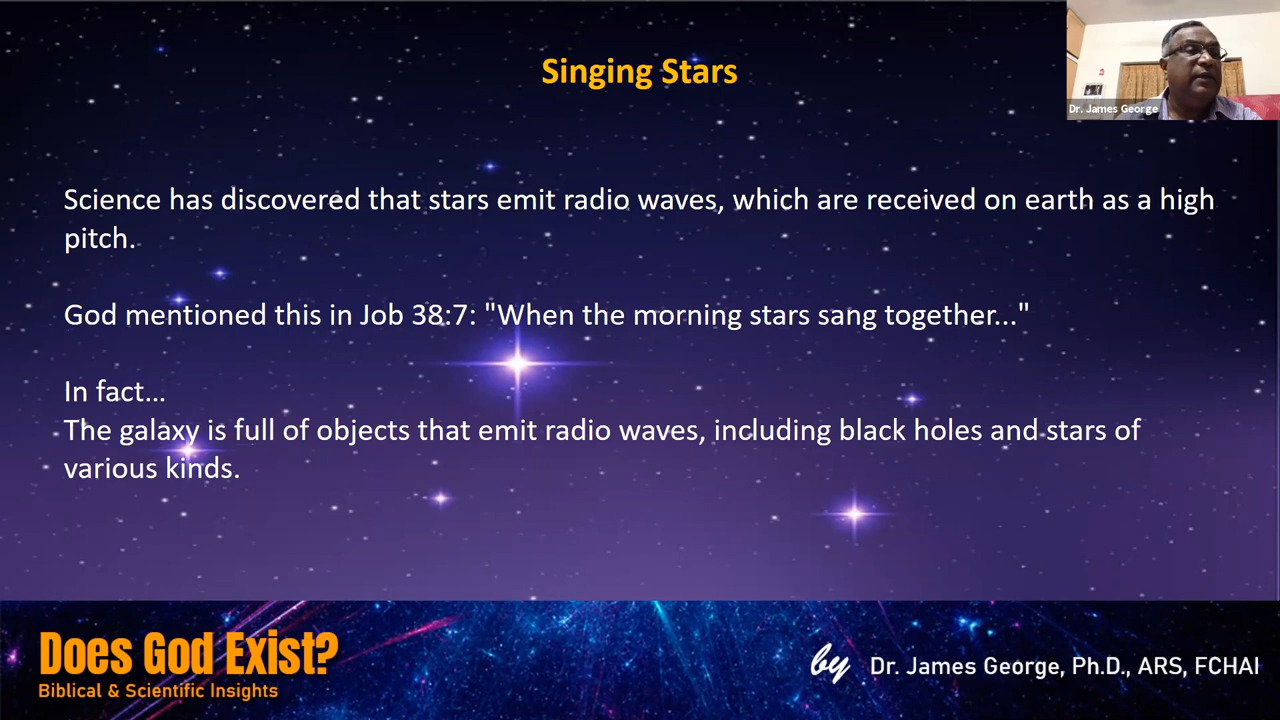 Singing Stars
Dr. James George
Science has discovered that stars emit radio waves, which are received on earth as a high
pitch.
God mentioned this in Job 38:7: "When the morning stars sang together..."
In fact...
The galaxy is full of objects that emit radio waves, including black holes and stars of
various kinds.
Does God Exist?
Biblical & Scientific Insights
by Dr. James George, Ph.D., ARS, FCHAI